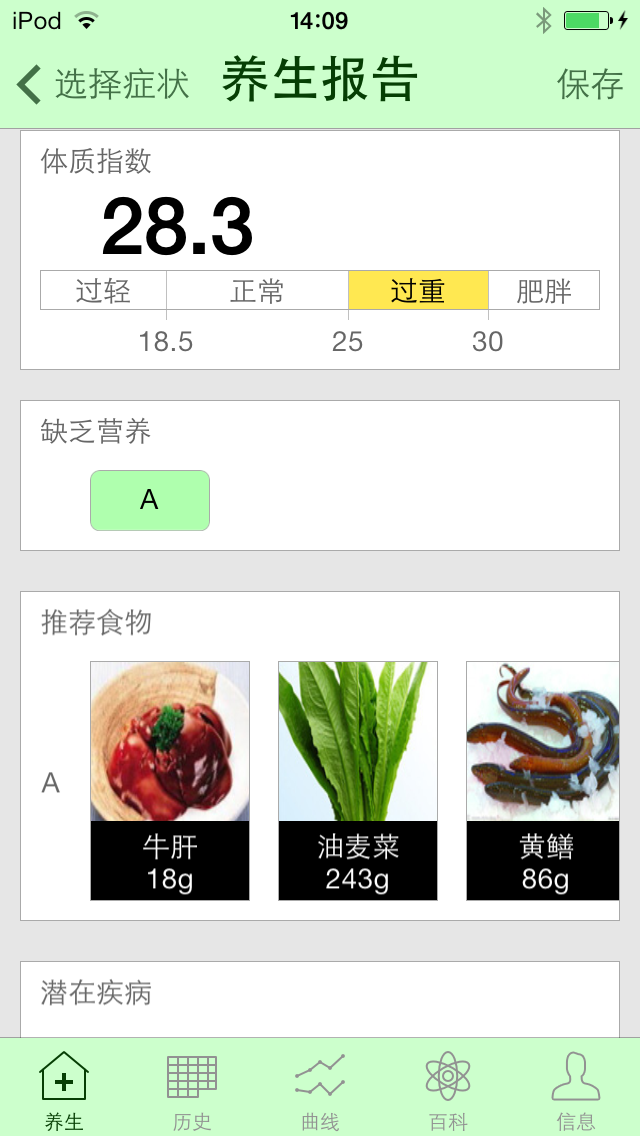 iPod 14:09
选择症状 养生报告 保存
体质指数
28.3
过轻 正常 过重 肥胖
18.5 25 30
缺乏营养
A
推荐食物
A
牛肝 油麦菜 黄鳝
18g 243g 86g
潜在疾病
养生 历史 曲线 百科 信息